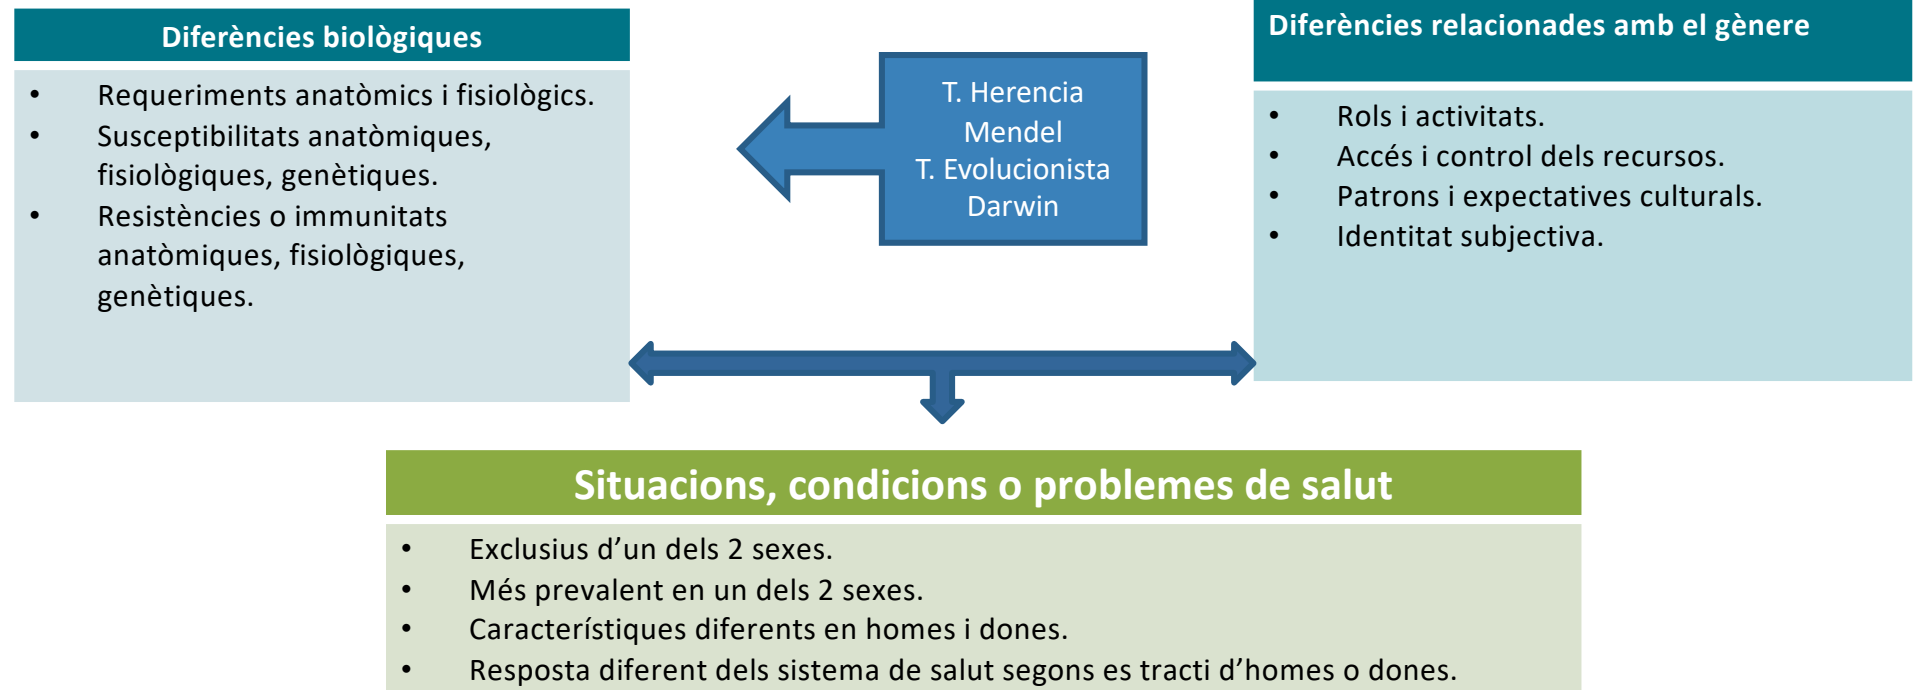 Diferències biològiques
• Requeriments anatòmics i fisiològics.
• Susceptibilitats anatòmiques,
fisiològiques, genètiques.
• Resistències o immunitats
anatòmiques, fisiològiques,
genètiques.
T. Herencia
Mendel
T. Evolucionista
Darwin
Diferències relacionades amb el gènere
• Rols i activitats.
• Accés i control dels recursos.
• Patrons i expectatives culturals.
• Identitat subjectiva.
Situacions, condicions o problemes de salut
• Exclusius d’un dels 2 sexes.
• Més prevalent en un dels 2 sexes.
• Característiques diferents en homes i dones.
• Resposta diferent dels sistema de salut segons es tracti d’homes o dones.